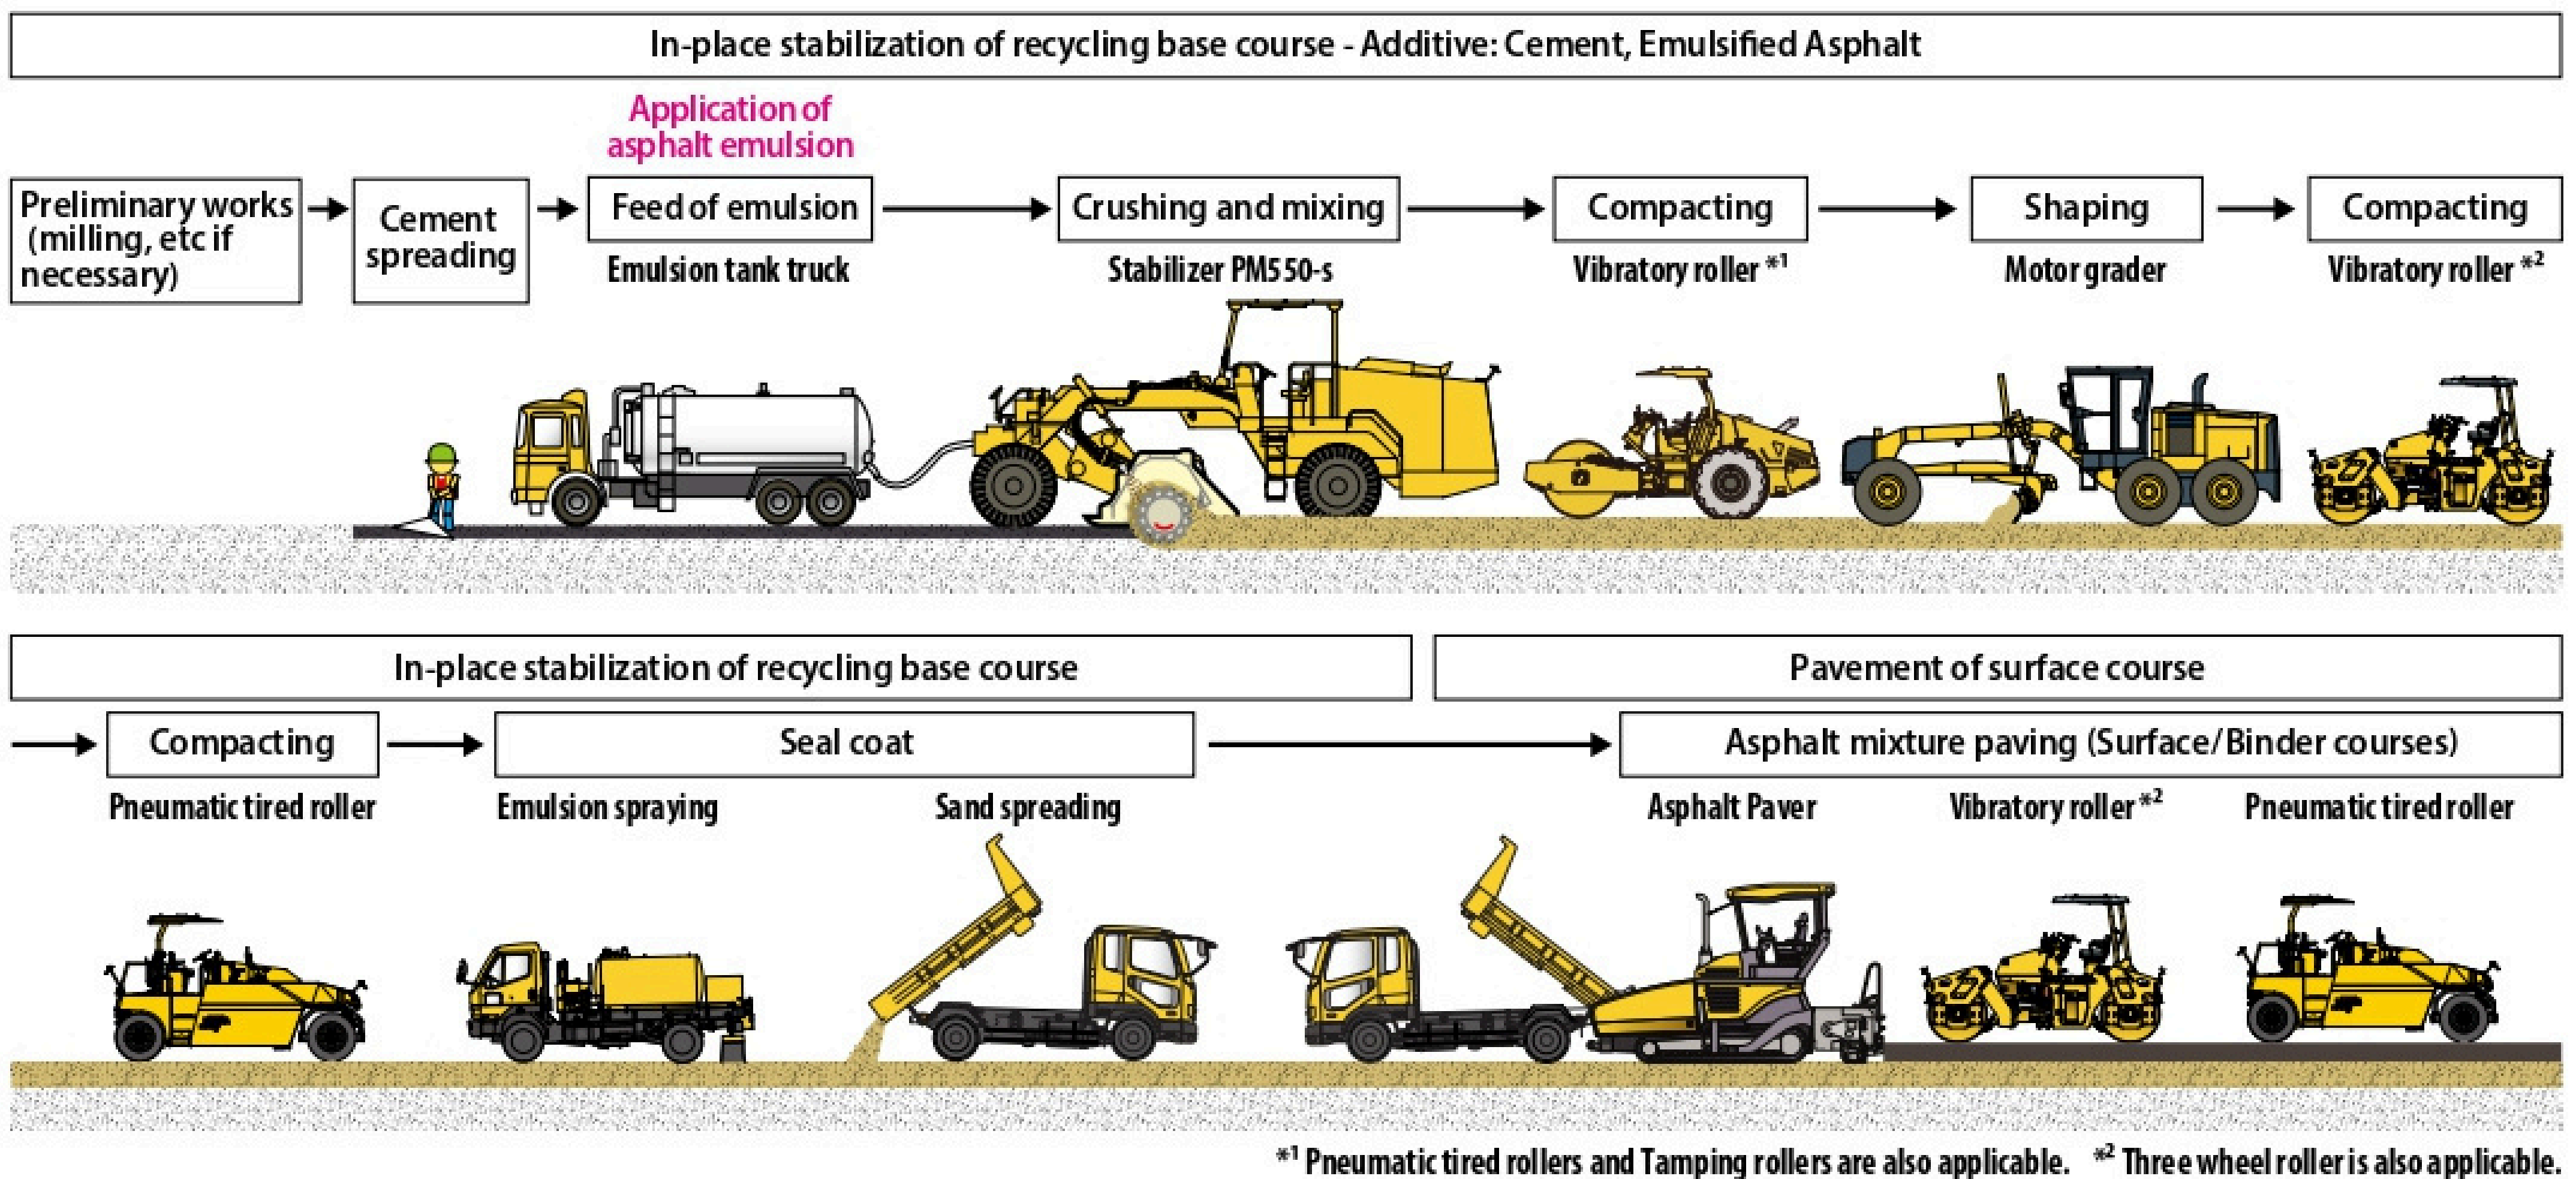 In-place stabilization of recycling base course - Additive: Cement, Emulsified Asphalt
Application of
asphalt emulsion
Preliminary works
(milling, etc if
necessary)
Cement
spreading
Feed of emulsion
Emulsion tank truck
Crushing and mixing
Stabilizer PM550-s
Compacting
Vibratory roller *1
Shaping
Motor grader
Compacting
Vibratory roller *2
In-place stabilization of recycling base course
Pavement of surface course
Compacting
Pneumatic tired roller
Seal coat
Emulsion spraying
Sand spreading
Asphalt mixture paving (Surface/Binder courses)
Asphalt Paver
Vibratory roller *2
Pneumatic tired roller
*1 Pneumatic tired rollers and Tamping rollers are also applicable. *2 Three wheel roller is also applicable.